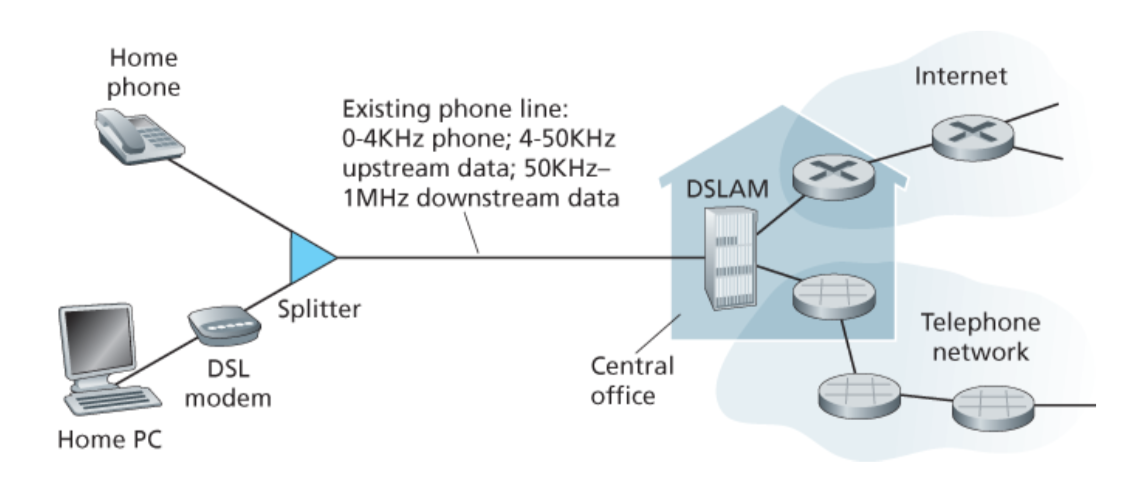 Home
phone
Existing phone line:
0-4KHz phone; 4-50KHz
upstream data; 50KHz–
1MHz downstream data
Internet
DSLAM
Splitter
DSL
modem
Home PC
Central
office
Telephone
network